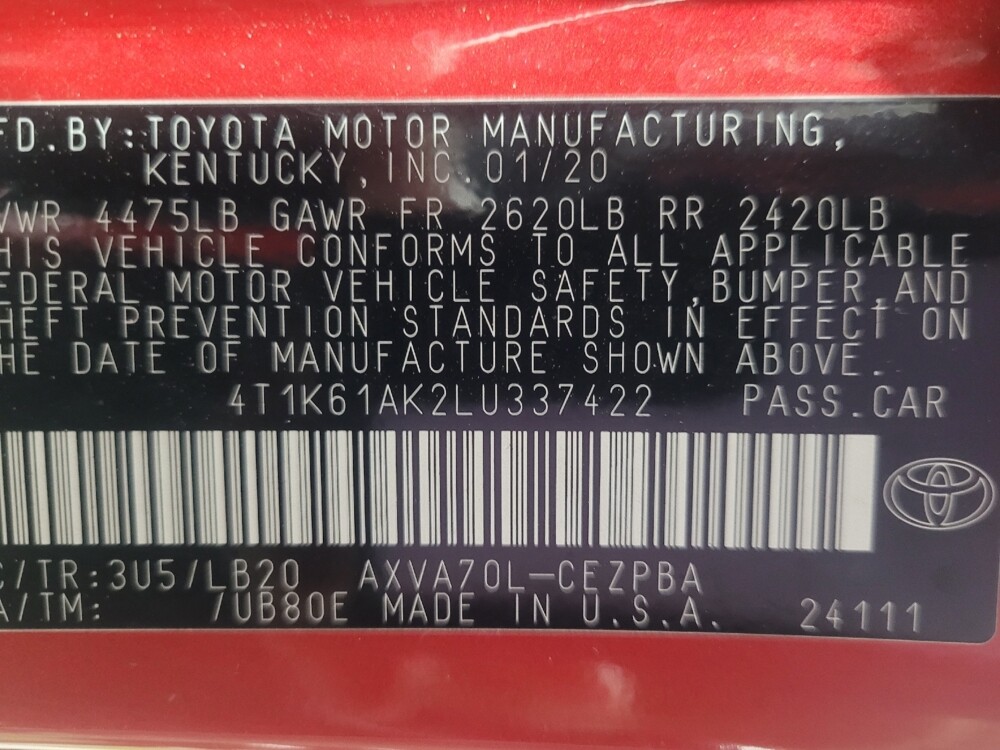 FD.BY:TOYOTA MOTOR MANUFACTURING,
KENTUCKY, INC. 01/20
VWR 4475LB GAWR FR 2620LB RR 2420LB
HIS VEHICLE CONFORMS TO ALL APPLICABLE
EDERAL MOTOR VEHICLE SAFETY,BUMPER,AND
HEFT PREVENTION STANDARDS IN EFFECT ON
HE DATE OF MANUFACTURE SHOWN ABOVE.
4T1K61AK2LU337422 PASS.CAR
C/TR:3U5/LB20 AXVA70L-CEZPBA
A/TM: /UB80E MADE IN U.S.A. 24111